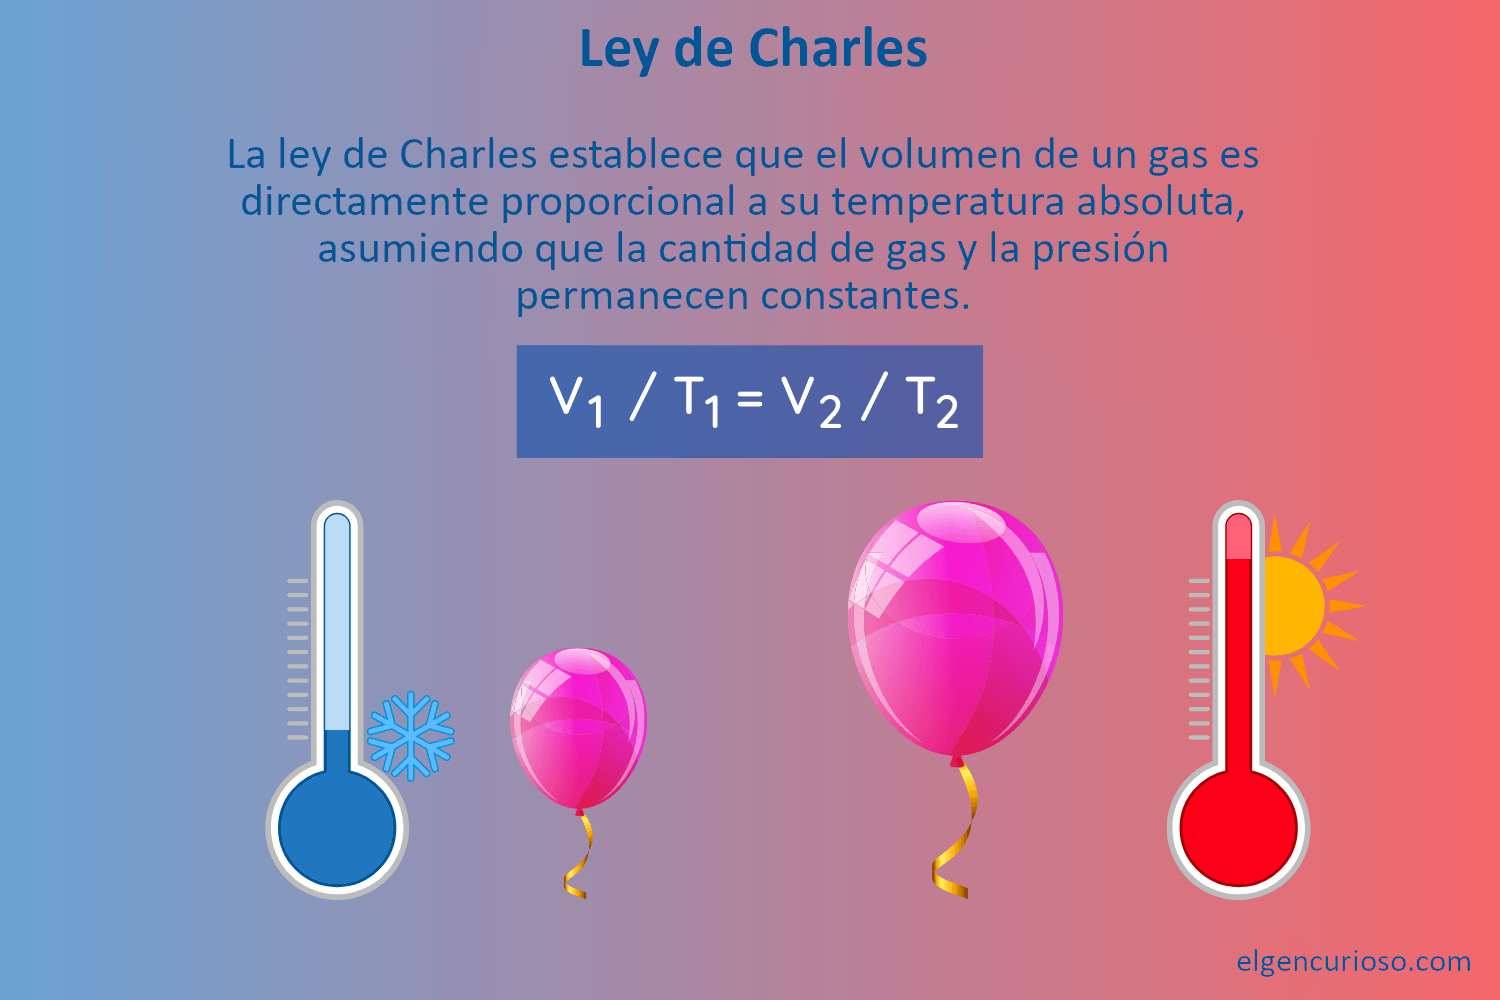 Ley de Charles
La ley de Charles establece que el volumen de un gas es
directamente proporcional a su temperatura absoluta,
asumiendo que la cantidad de gas y la presión
permanecen constantes.
V₁ / T₁ = V₂ / T₂
elgencurioso.com